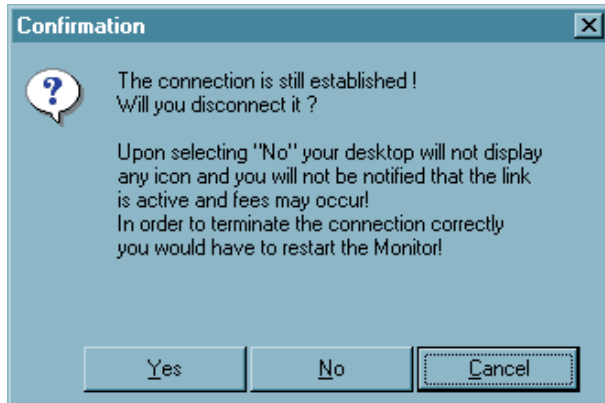 Confirmation
The connection is still established !
Will you disconnect it ?
Upon selecting "No" your desktop will not display
any icon and you will not be notified that the link
is active and fees may occur!
In order to terminate the connection correctly
you would have to restart the Monitor!
Yes
No
Cancel